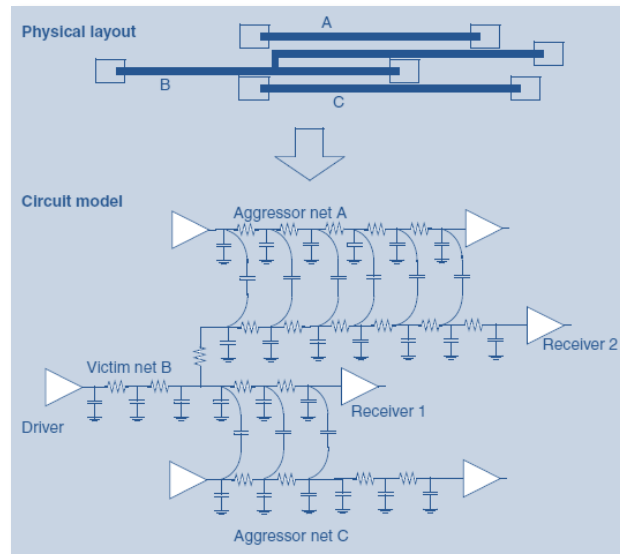 Physical layout
A
B
C
Circuit model
Aggressor net A
Receiver 2
Victim net B
Receiver 1
Driver
Aggressor net C